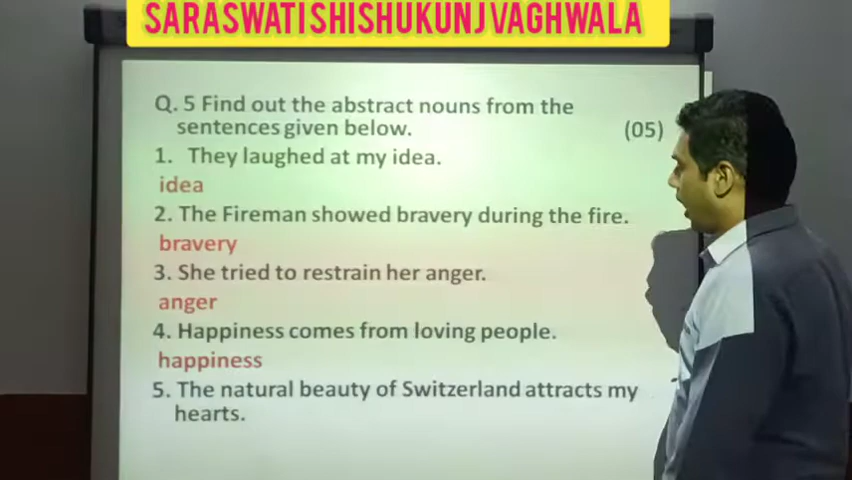 SARASWATI SHISHUKUNJ VAGHWALA
Q. 5 Find out the abstract nouns from the
sentences given below. (05)
1. They laughed at my idea.
idea
2. The Fireman showed bravery during the fire.
bravery
3. She tried to restrain her anger.
anger
4. Happiness comes from loving people.
happiness
5. The natural beauty of Switzerland attracts my
hearts.